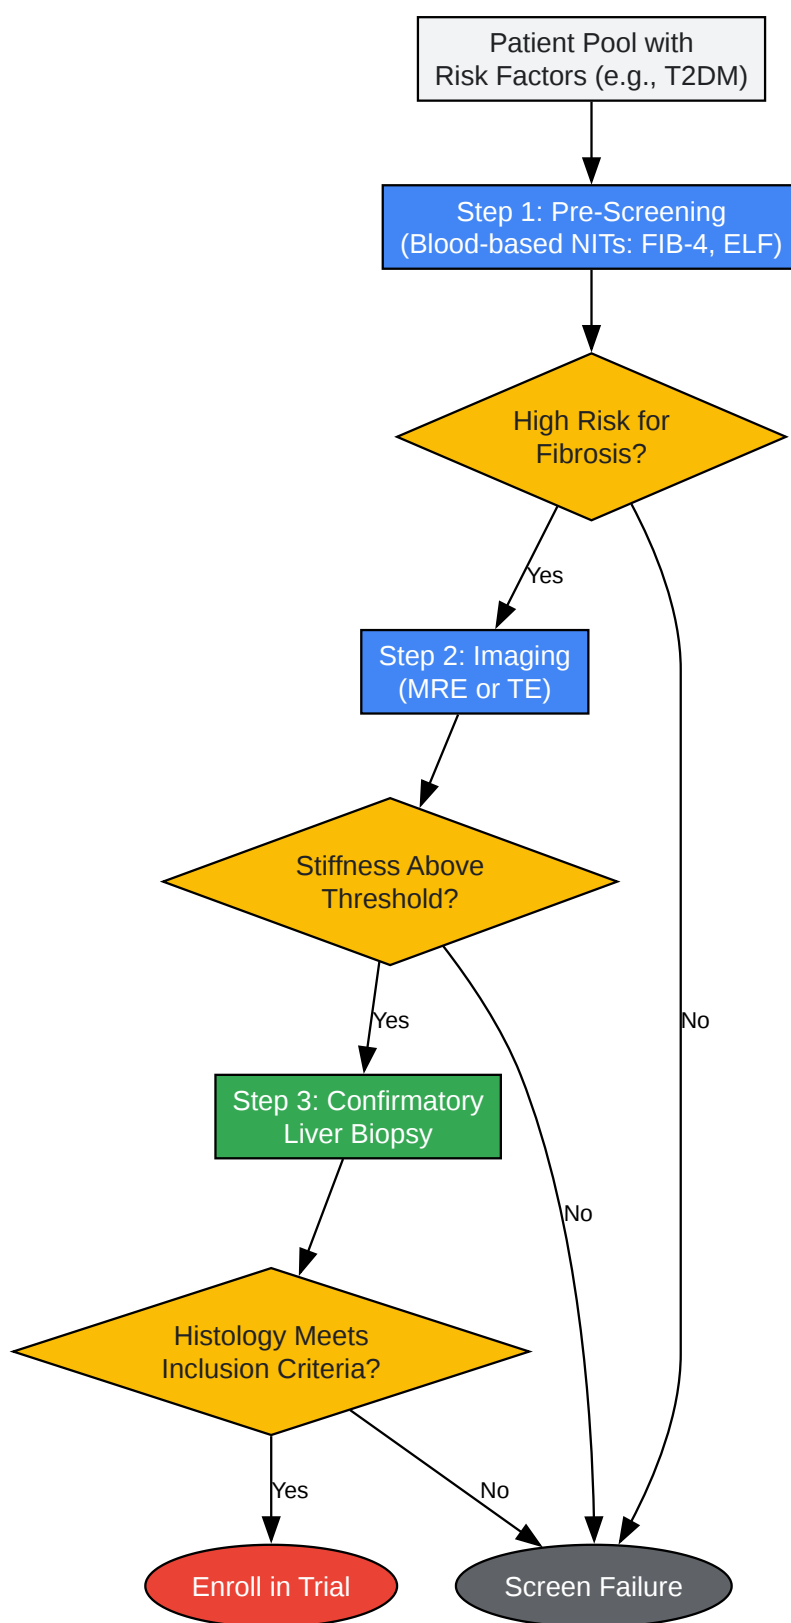 Patient Pool with
Risk Factors (e.g., T2DM)
Step 1: Pre-Screening
(Blood-based NITs: FIB-4, ELF)
High Risk for
Fibrosis?
Yes
Step 2: Imaging
(MRE or TE)
Stiffness Above
Threshold?
Yes
No
Step 3: Confirmatory
Liver Biopsy
No
Histology Meets
Inclusion Criteria?
Yes
No
Enroll in Trial
Screen Failure